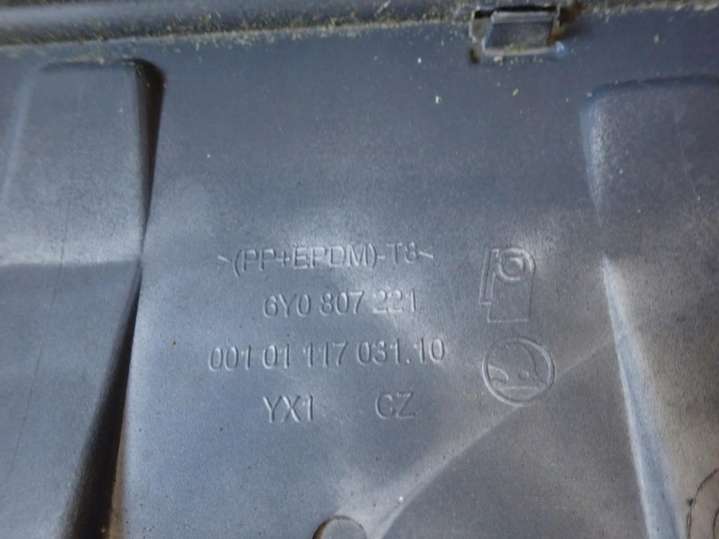 >(PP+EPDM)-T8<
6Y0 807 221
001 01 117 031.10
YX1 CZ